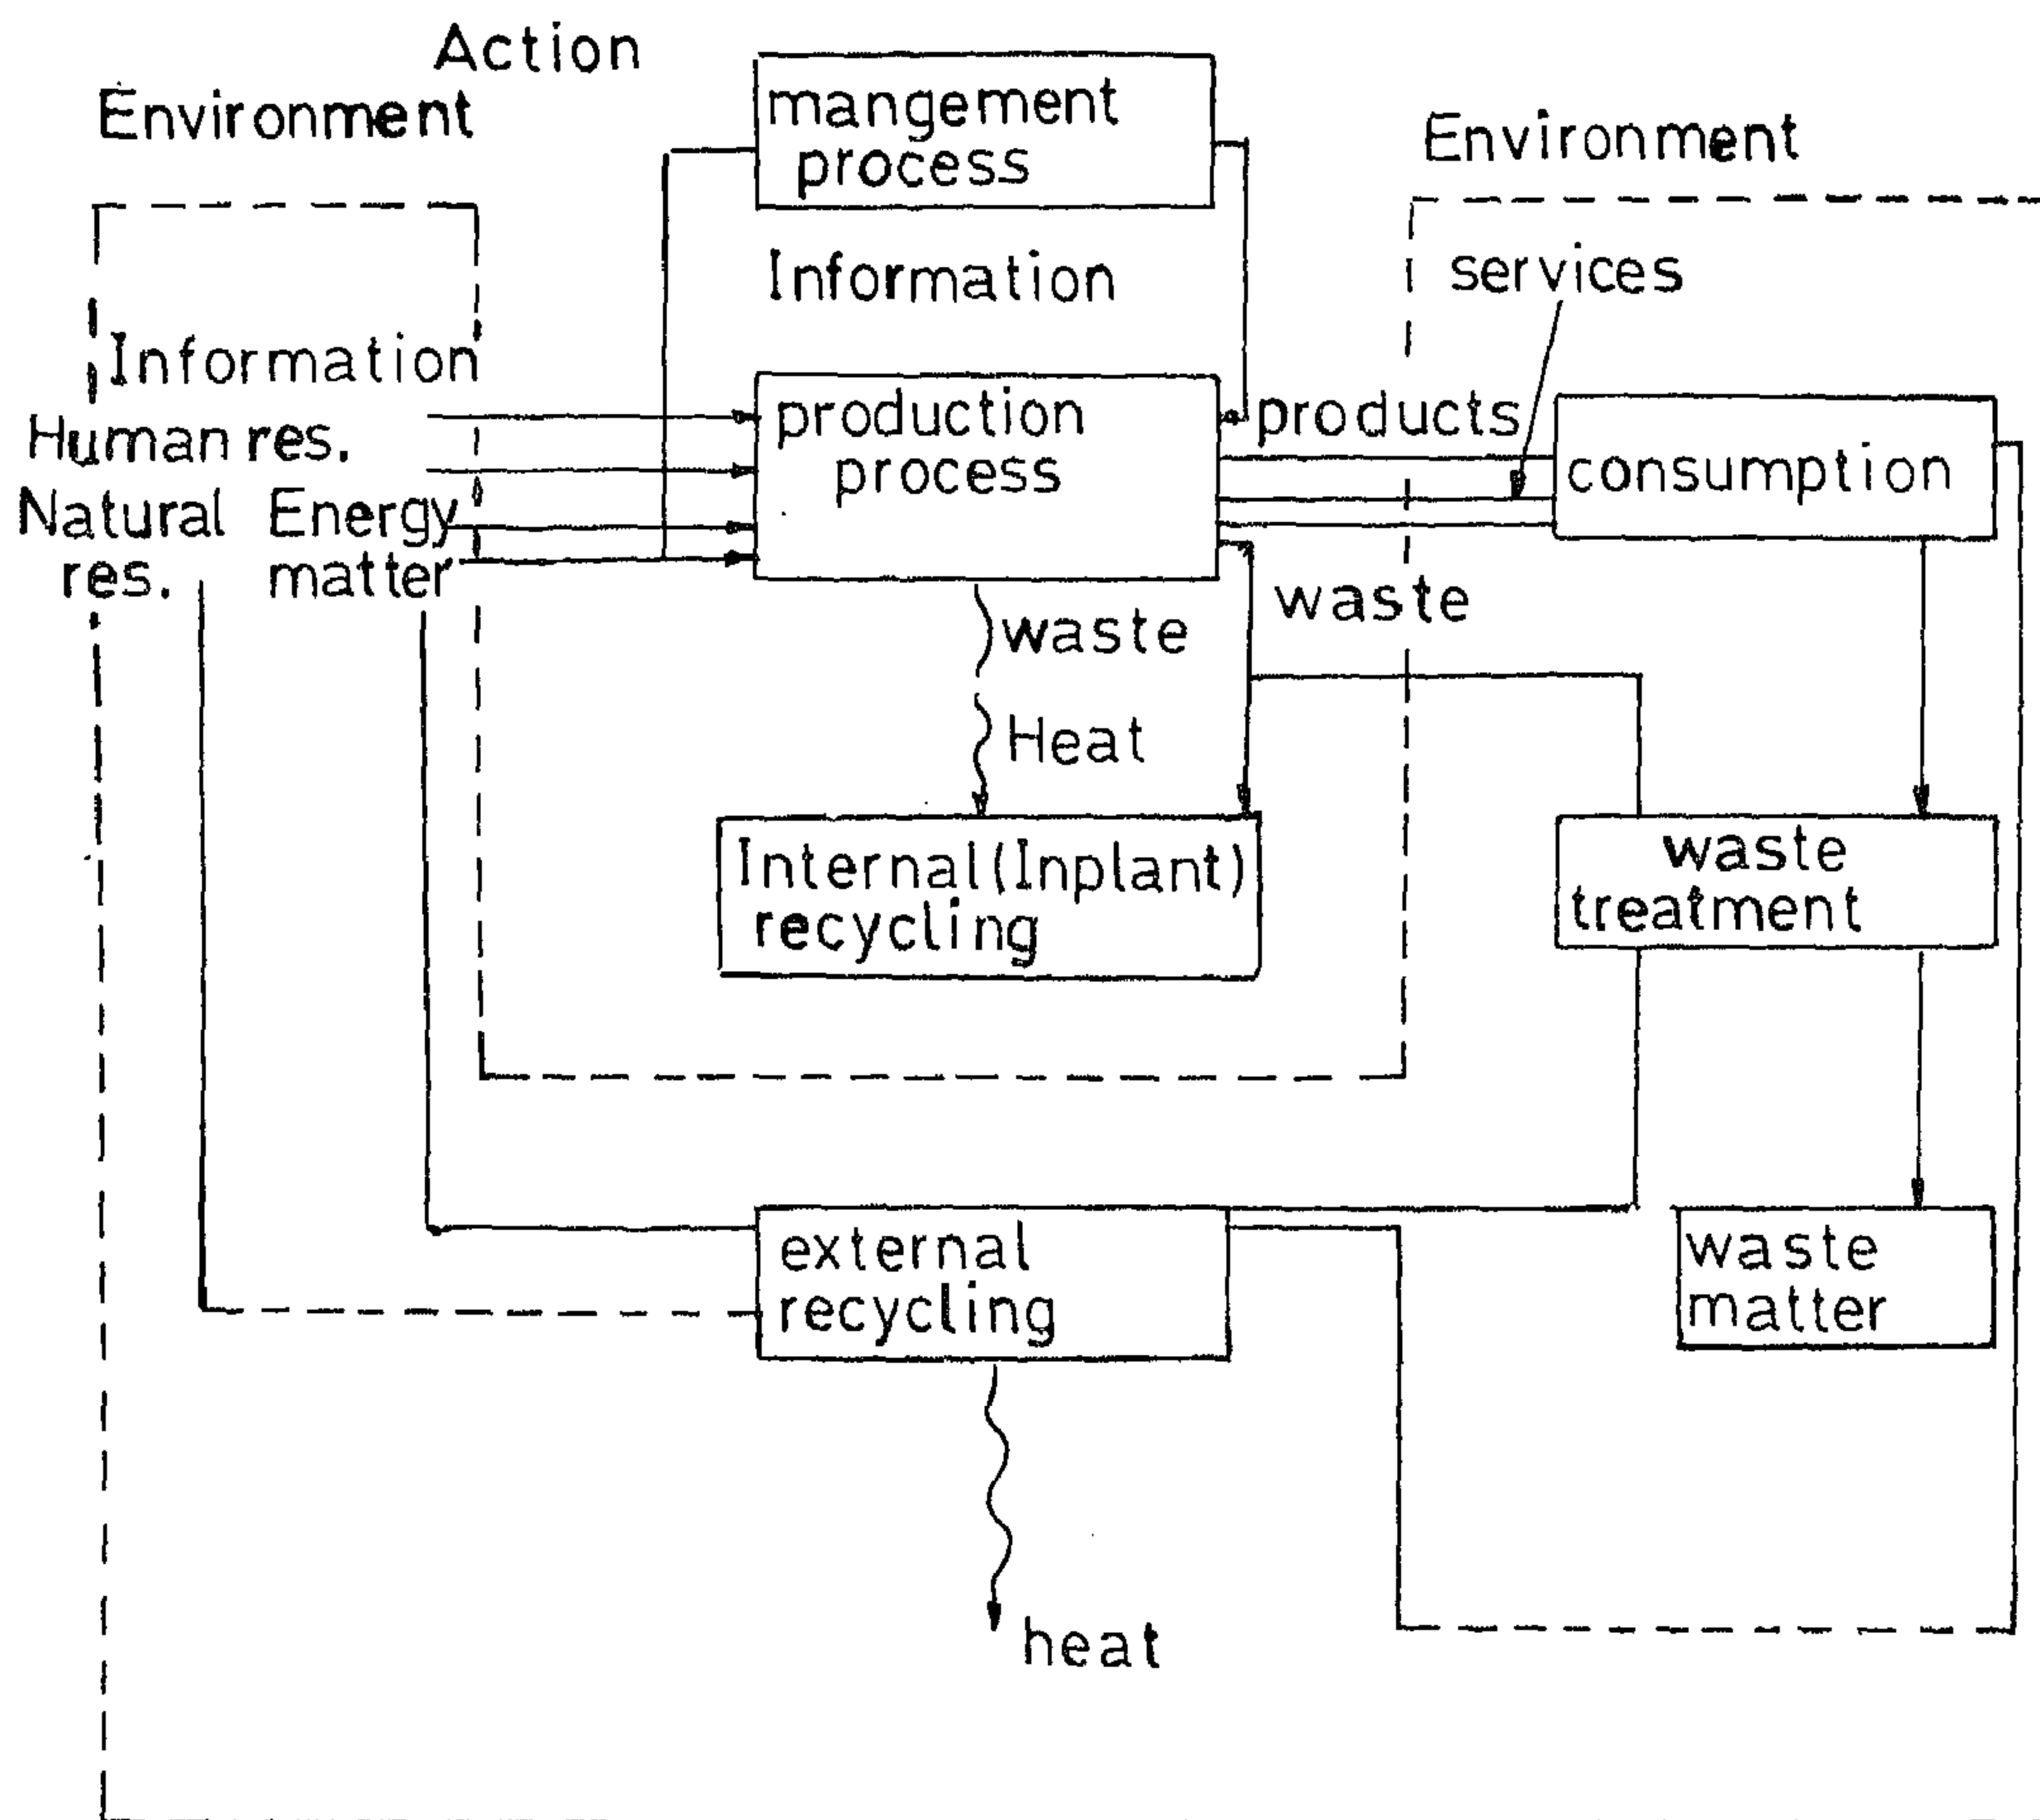 Action
Environment
mangement
process
Environment
Information
services
Information
Human res.
Natural Energy
res. matter
production
process
products
consumption
waste
waste
Heat
Internal(Inplant)
recycling
waste
treatment
external
recycling
waste
matter
heat